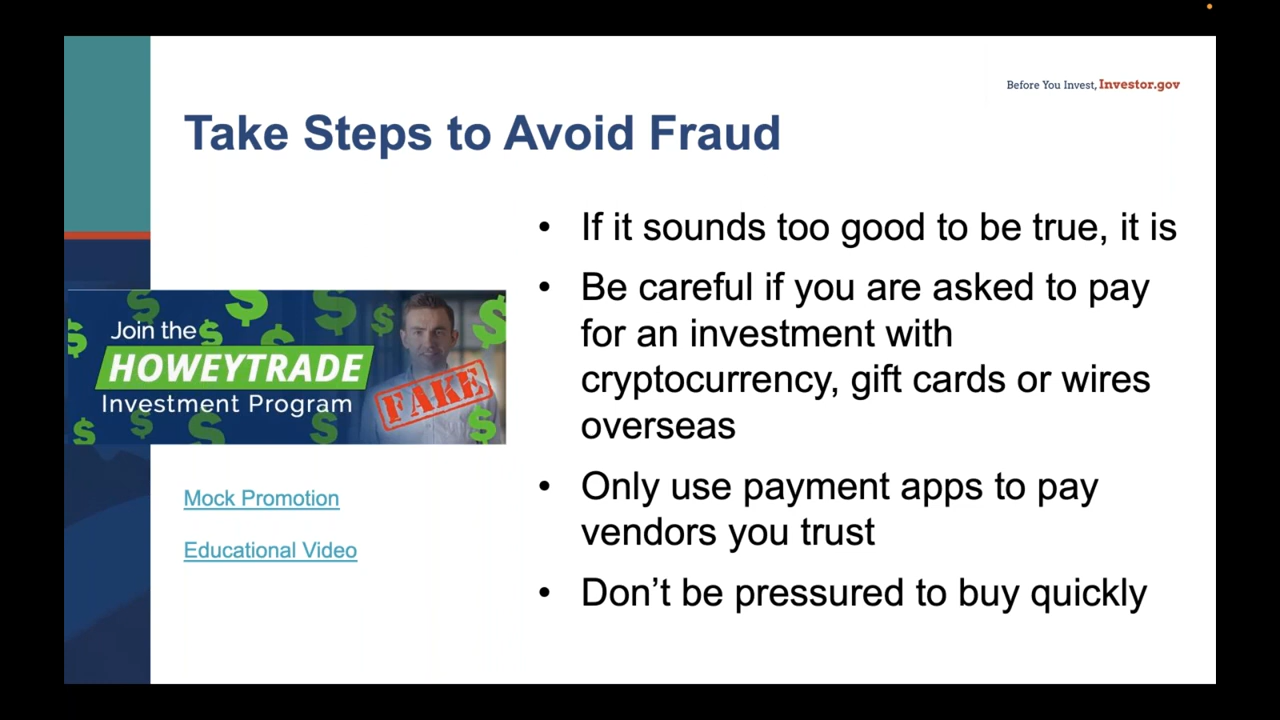 Before You Invest, Investor.gov
Take Steps to Avoid Fraud
Join the
HOWEYTRADE
Investment Program
FAKE
Mock Promotion
Educational Video
• If it sounds too good to be true, it is
• Be careful if you are asked to pay
for an investment with
cryptocurrency, gift cards or wires
overseas
• Only use payment apps to pay
vendors you trust
• Don’t be pressured to buy quickly